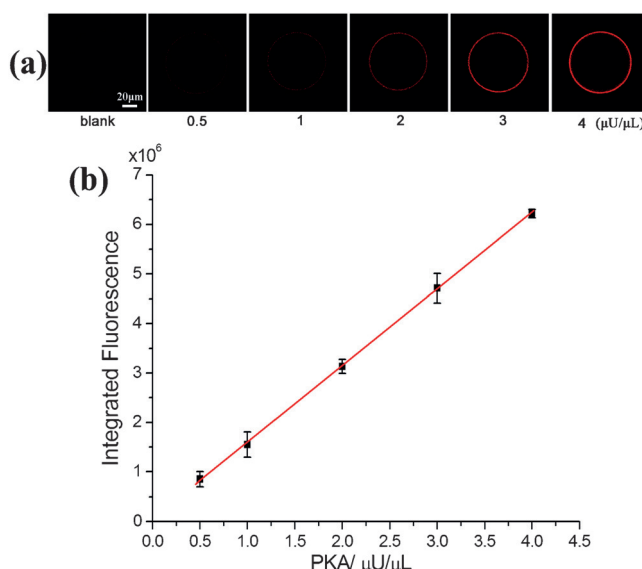 (a)
20μm
blank 0.5 1 2 3 4 (μU/μL)
(b)
x10⁶
7
6
5
4
3
2
1
0
Integrated Fluorescence
0.0 0.5 1.0 1.5 2.0 2.5 3.0 3.5 4.0 4.5
PKA/ μU/μL